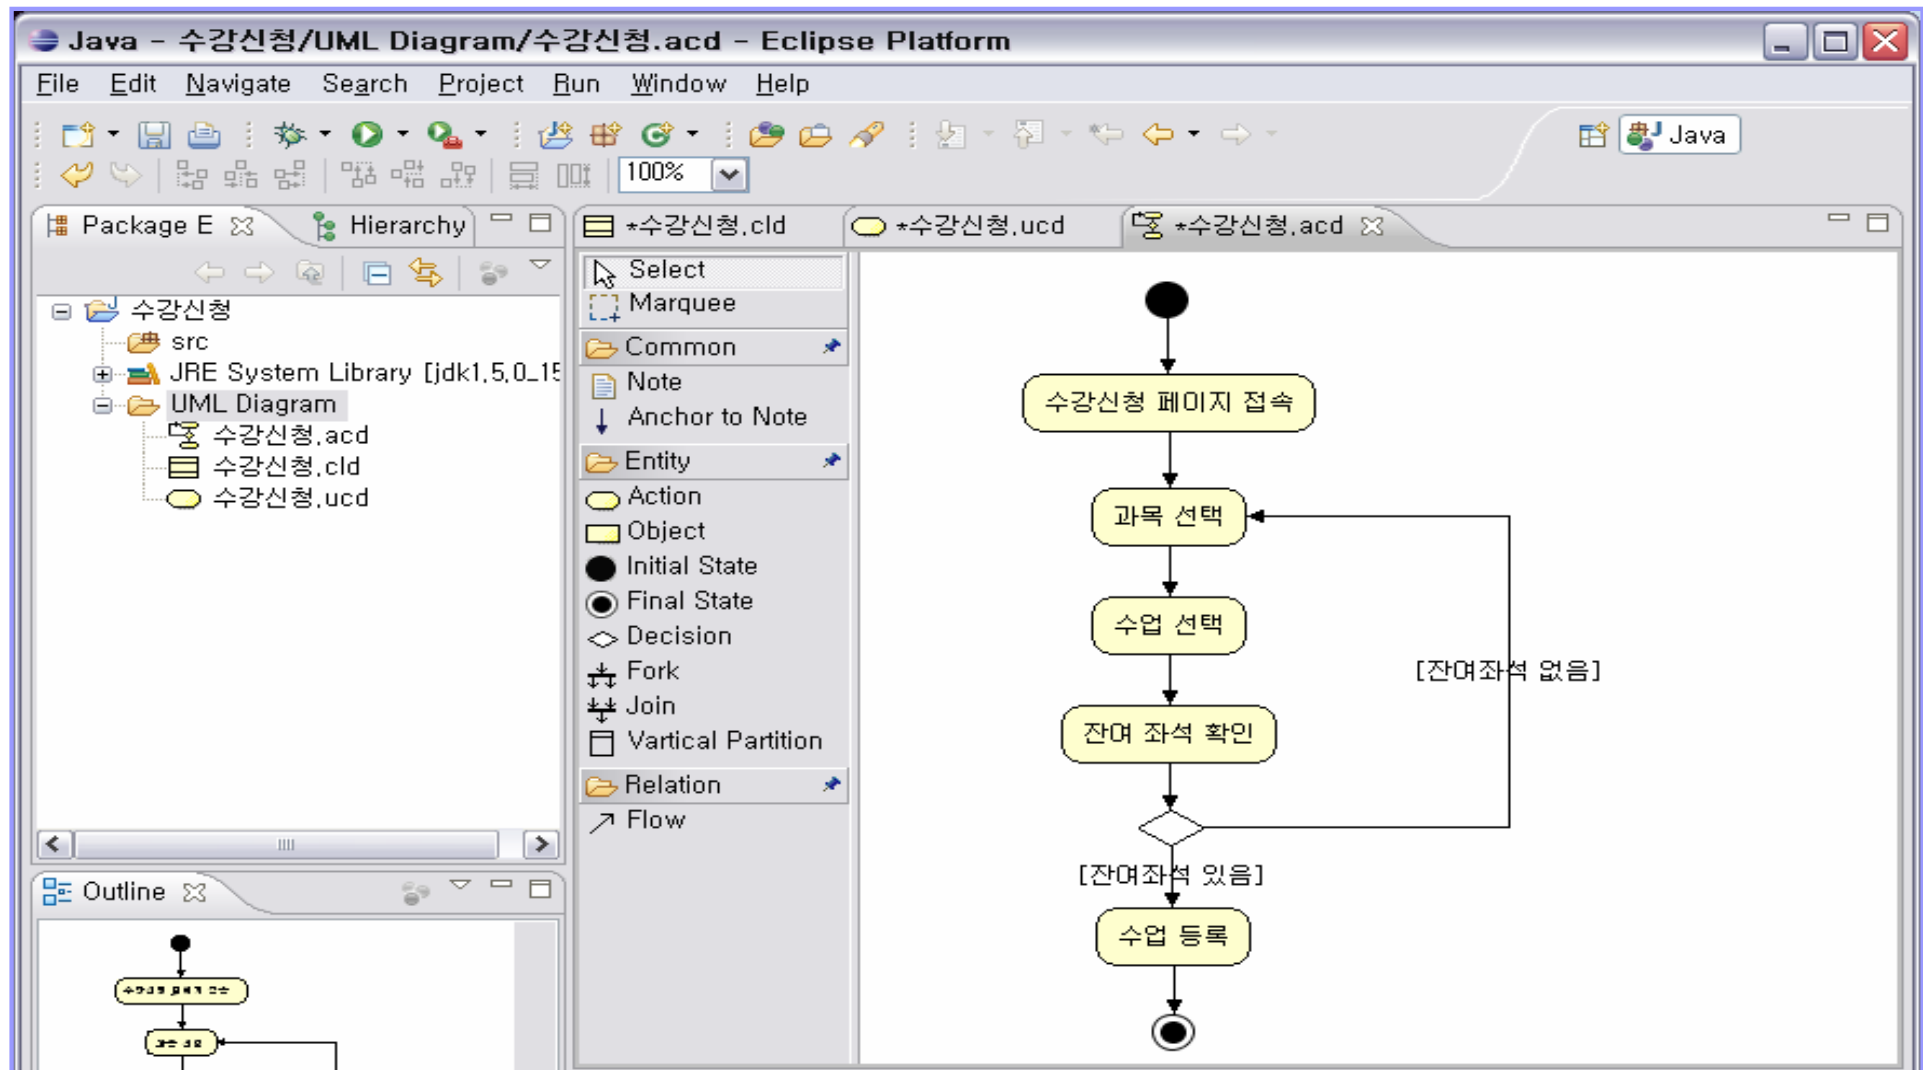 Java - 수강신청/UML Diagram/수강신청.acd - Eclipse Platform
File Edit Navigate Search Project Run Window Help
Java
100%
Package E
Hierarchy
*수강신청.cld
*수강신청.ucd
*수강신청.acd
수강신청
src
JRE System Library [jdk1.5.0_15
UML Diagram
수강신청.acd
수강신청.cld
수강신청.ucd
Outline
Select
Marquee
Common
Note
Anchor to Note
Entity
Action
Object
Initial State
Final State
Decision
Fork
Join
Vartical Partition
Relation
Flow
수강신청 페이지 접속
과목 선택
수업 선택
[잔여좌석 없음]
잔여 좌석 확인
[잔여좌석 있음]
수업 등록